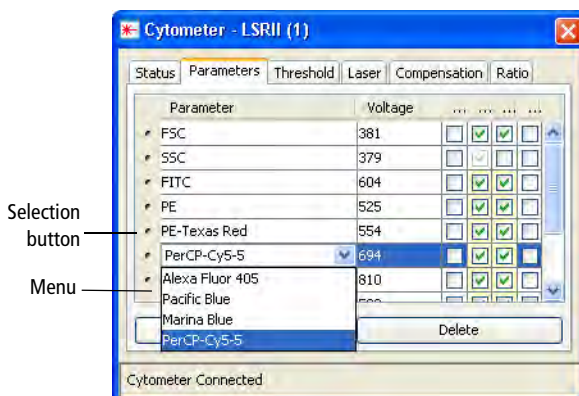 Cytometer - LSRII (1)
Status Parameters Threshold Laser Compensation Ratio
Parameter Voltage ... ... ... ...
FSC 381
SSC 379
FITC 604
PE 525
PE-Texas Red 554
PerCP-Cy5-5 694
Alexa Fluor 405 810
Pacific Blue
Marina Blue
PerCP-Cy5-5
Delete
Cytometer Connected
Selection
button
Menu